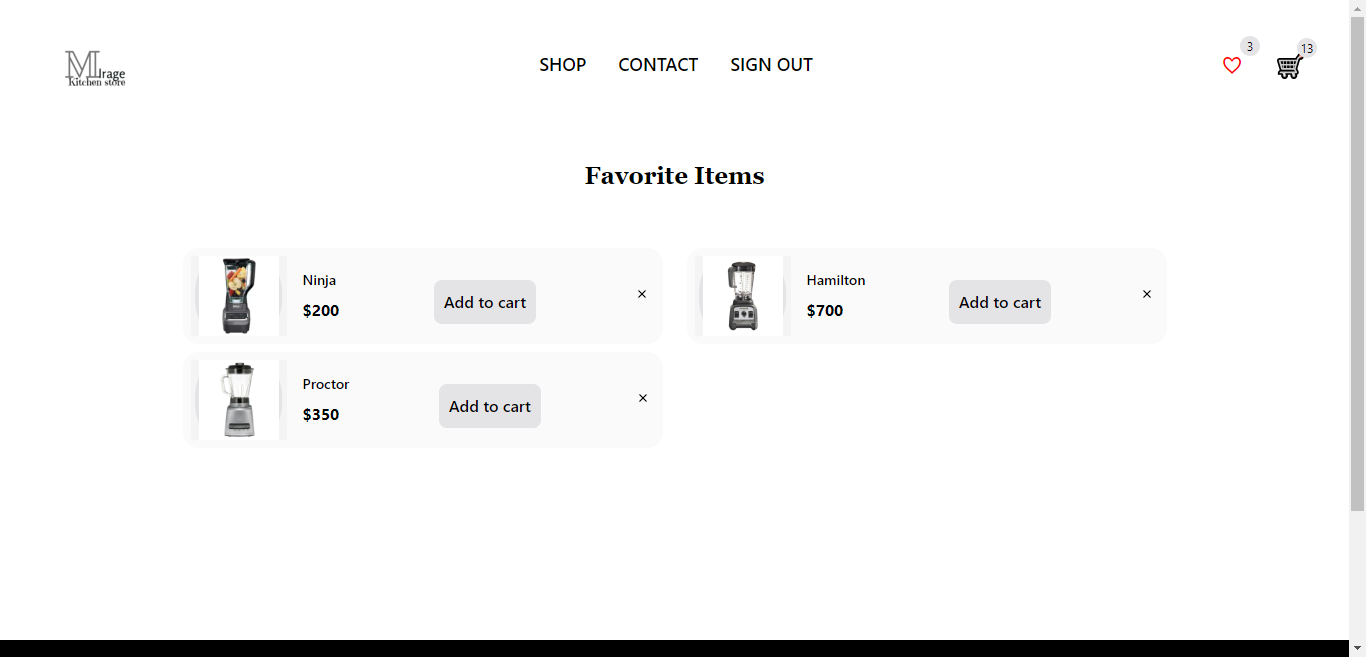 Mirage
Kitchen store
SHOP
CONTACT
SIGN OUT
3
13
Favorite Items
Ninja
$200
Add to cart
×
Hamilton
$700
Add to cart
×
Proctor
$350
Add to cart
×